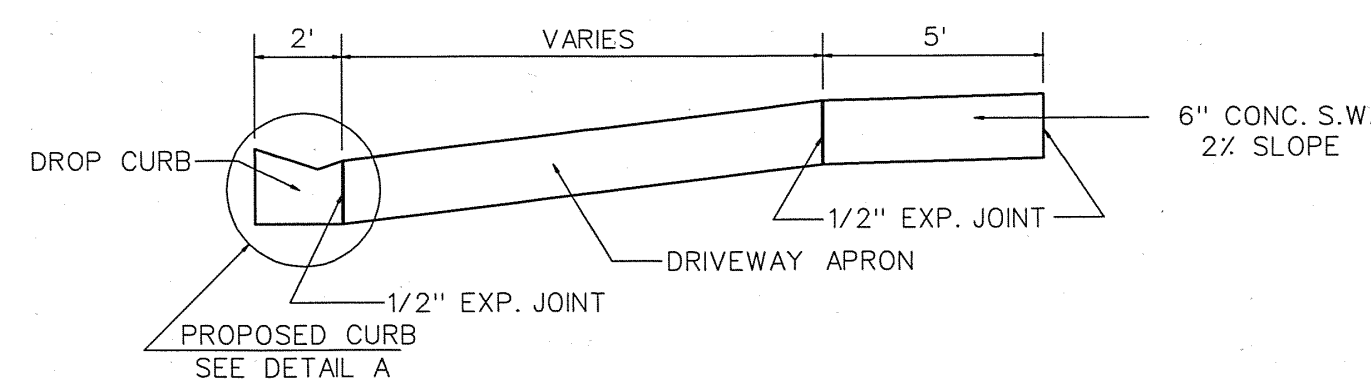 2'
VARIES
5'
6" CONC. S.W.
2% SLOPE
DROP CURB
1/2" EXP. JOINT
DRIVEWAY APRON
1/2" EXP. JOINT
PROPOSED CURB
SEE DETAIL A